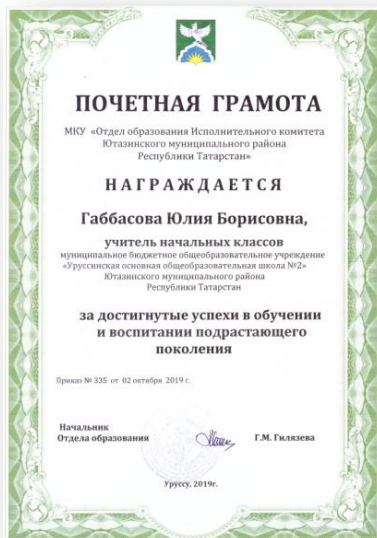 ПОЧЕТНАЯ ГРАМОТА
МКУ «Отдел образования Исполнительного комитета
Ютазинского муниципального района
Республики Татарстан»
НАГРАЖДАЕТСЯ
Габбасова Юлия Борисовна,
учитель начальных классов
муниципальное бюджетное общеобразовательное учреждение
«Уруссинская основная общеобразовательная школа №2»
Ютазинского муниципального района
Республики Татарстан
за достигнутые успехи в обучении
и воспитании подрастающего
поколения
Приказ № 335 от 02 октября 2019 г.
Начальник
Отдела образования Г.М. Гилязева
Уруссу, 2019г.